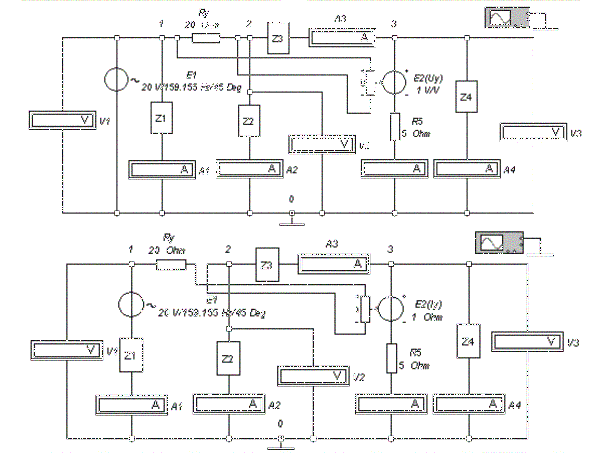 Ry
20 Ohm
1
2
Z3
A3
A
3
E1
20 V/159.155 Hz/45 Deg
E2(Uy)
1 V/V
Z4
V
V1
Z1
Z2
R5
5 Ohm
V
V
V3
A
A1
A
A2
A
A
A4
0
Ry
20 Ohm
1
2
Z3
A3
A
3
20 V/159.155 Hz/45 Deg
E2(Iy)
1 Ohm
V
Z1
Z2
R5
5 Ohm
Z4
V
V3
V
V2
A
A1
A
A2
A
A
A4
0